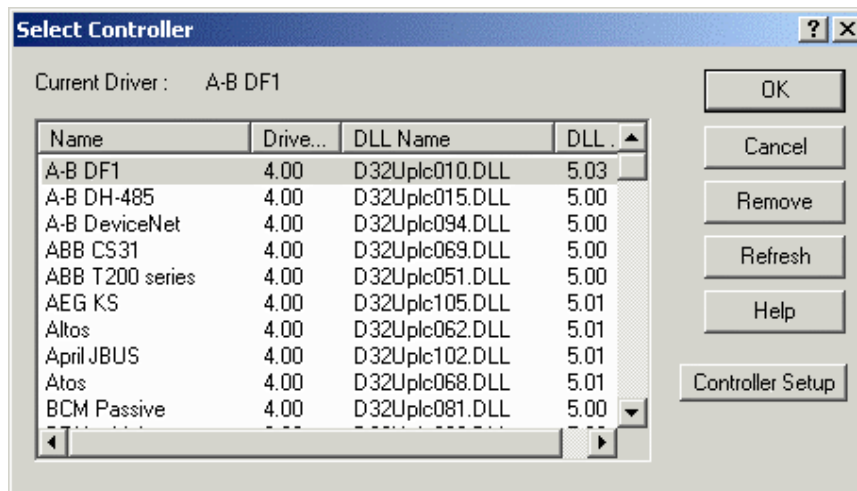 Select Controller
Current Driver : A-B DF1
OK
Cancel
Remove
Refresh
Help
Controller Setup
Name Drive... DLL Name DLL .
A-B DF1 4.00 D32Uplc010.DLL 5.03
A-B DH-485 4.00 D32Uplc015.DLL 5.00
A-B DeviceNet 4.00 D32Uplc094.DLL 5.00
ABB CS31 4.00 D32Uplc069.DLL 5.00
ABB T200 series 4.00 D32Uplc051.DLL 5.00
AEG KS 4.00 D32Uplc105.DLL 5.01
Altos 4.00 D32Uplc062.DLL 5.01
April JBUS 4.00 D32Uplc102.DLL 5.01
Atos 4.00 D32Uplc068.DLL 5.01
BCM Passive 4.00 D32Uplc081.DLL 5.00